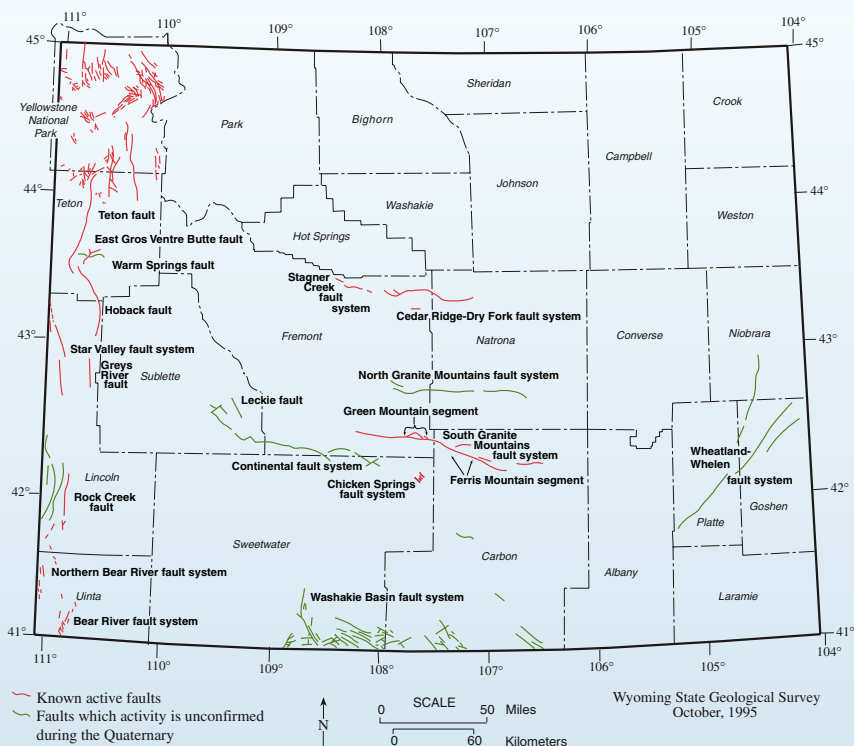 111° 110° 109° 108° 107° 106° 105° 104°
45° 45°
Sheridan
Crook
Yellowstone
National
Park
Park
Bighorn
Campbell
Johnson
44° 44°
Teton
Washakie
Weston
Teton fault
East Gros Ventre Butte fault
Hot Springs
Warm Springs fault
Stagner
Creek
fault
system
Hoback fault
Cedar Ridge-Dry Fork fault system
43° 43°
Fremont
Natrona
Converse
Niobrara
Star Valley fault system
Greys
River
fault
Sublette
North Granite Mountains fault system
Leckie fault
Green Mountain segment
South Granite
Mountains
fault system
Wheatland-
Whelen
fault system
Continental fault system
Chicken Springs
fault system
Ferris Mountain segment
Lincoln
42° 42°
Rock Creek
fault
Goshen
Platte
Sweetwater
Carbon
Albany
Northern Bear River fault system
Uinta
Washakie Basin fault system
Laramie
Bear River fault system
41° 41°
111° 110° 109° 108° 107° 106° 105° 104°
Known active faults
Faults which activity is unconfirmed
during the Quaternary
N
SCALE
0 50 Miles
0 60 Kilometers
Wyoming State Geological Survey
October, 1995